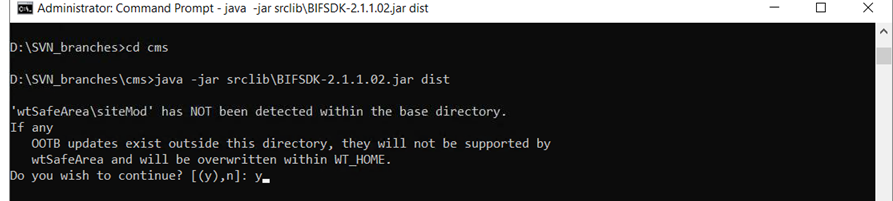 Administrator: Command Prompt - java -jar srclib\BIFSDK-2.1.1.02.jar dist
D:\SVN_branches>cd cms
D:\SVN_branches\cms>java -jar srclib\BIFSDK-2.1.1.02.jar dist
'wtSafeArea\siteMod' has NOT been detected within the base directory.
If any
OOTB updates exist outside this directory, they will not be supported by
wtSafeArea and will be overwritten within WT_HOME.
Do you wish to continue? [(y),n]: y